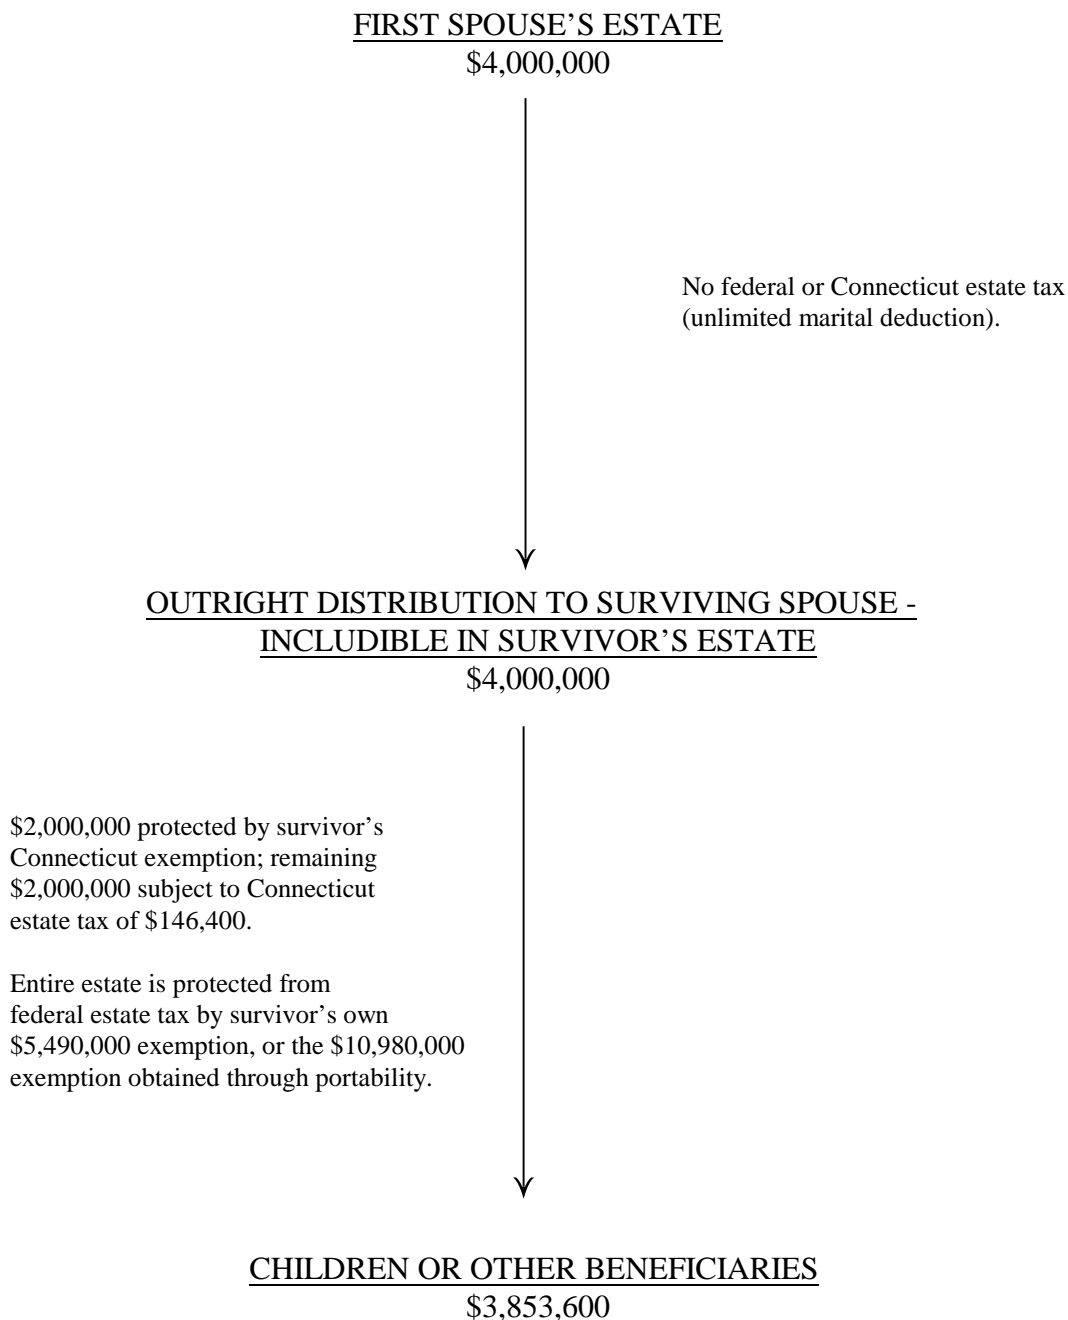 FIRST SPOUSE’S ESTATE
$4,000,000
No federal or Connecticut estate tax
(unlimited marital deduction).
OUTRIGHT DISTRIBUTION TO SURVIVING SPOUSE -
INCLUDIBLE IN SURVIVOR’S ESTATE
$4,000,000
$2,000,000 protected by survivor’s
Connecticut exemption; remaining
$2,000,000 subject to Connecticut
estate tax of $146,400.
Entire estate is protected from
federal estate tax by survivor’s own
$5,490,000 exemption, or the $10,980,000
exemption obtained through portability.
CHILDREN OR OTHER BENEFICIARIES
$3,853,600